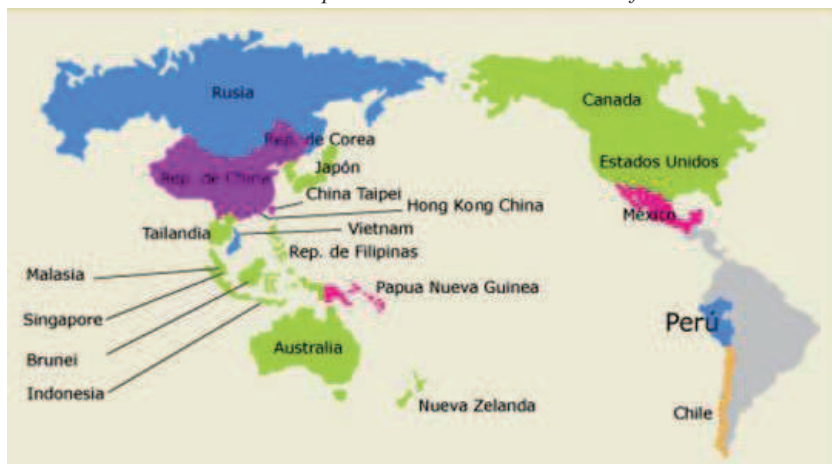 Rusia
Canada
Rep. de Corea
Estados Unidos
Japón
Rep. de China
China Taipei
Hong Kong China
México
Tailandia
Vietnam
Rep. de Filipinas
Malasia
Papua Nueva Guinea
Singapore
Perú
Australia
Brunei
Indonesia
Nueva Zelanda
Chile